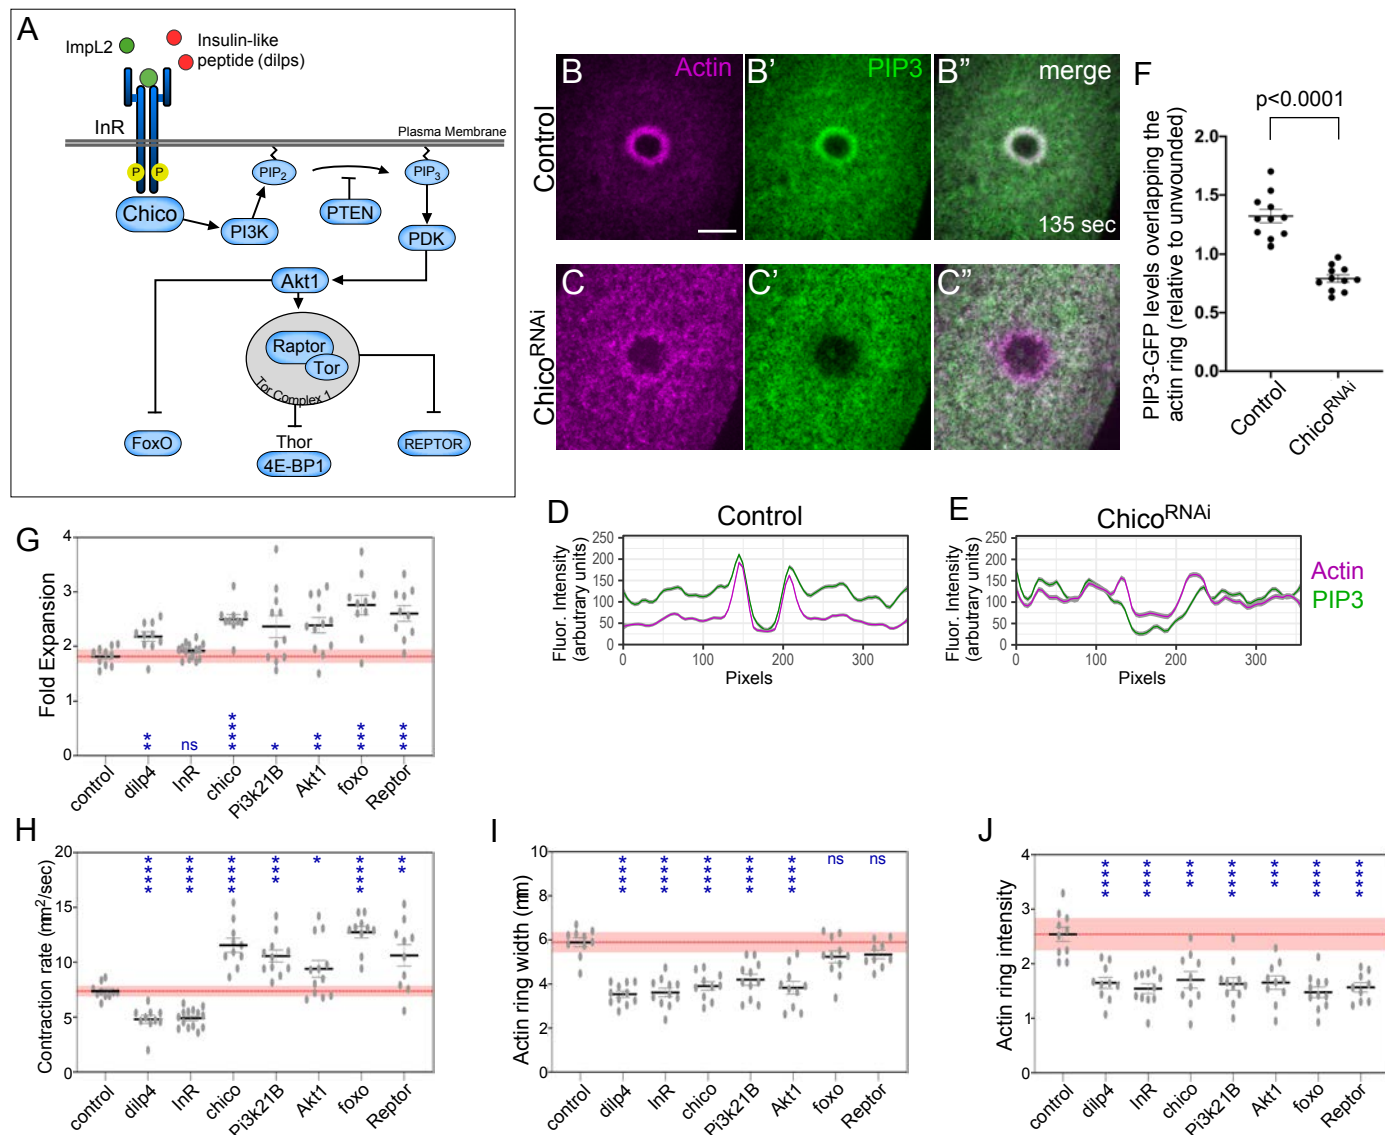 A
ImpL2
Insulin-like
peptide (dilps)
InR
Plasma Membrane
P
P
PIP2
PIP3
Chico
PI3K
PTEN
PDK
Akt1
Raptor
Tor
Tor Complex 1
FoxO
Thor
4E-BP1
REPTOR
Control
B
Actin
B'
PIP3
B"
merge
135 sec
ChicoRNAi
C
C'
C"
F
p<0.0001
PIP3-GFP levels overlapping the
actin ring (relative to unwounded)
2.0
1.5
1.0
0.5
0.0
Control
ChicoRNAi
D
Control
Fluor. Intensity
(arbutrary units)
250
200
150
100
50
0
0
100
200
300
Pixels
E
ChicoRNAi
Fluor. Intensity
(arbutrary units)
250
200
150
100
50
0
0
100
200
300
Pixels
Actin
PIP3
G
Fold Expansion
4
3
2
1
0
**
ns
****
*
**
***
***
control
dilp4
InR
chico
Pi3k21B
Akt1
foxo
Reptor
H
Contraction rate (mm2/sec)
20
15
10
5
0
****
****
****
***
*
****
**
control
dilp4
InR
chico
Pi3k21B
Akt1
foxo
Reptor
I
Actin ring width (mm)
10
8
6
4
2
0
****
****
****
****
****
ns
ns
control
dilp4
InR
chico
Pi3k21B
Akt1
foxo
Reptor
J
Actin ring intensity
4
3
2
1
0
****
****
***
****
***
****
****
control
dilp4
InR
chico
Pi3k21B
Akt1
foxo
Reptor